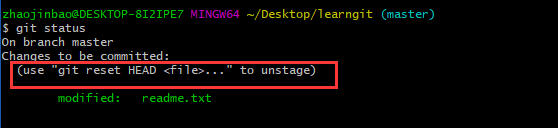 zhaojinbao@DESKTOP-8I2IPE7 MINGW64 ~/Desktop/learngit (master)
$ git status
On branch master
Changes to be committed:
(use "git reset HEAD <file>..." to unstage)
modified: readme.txt